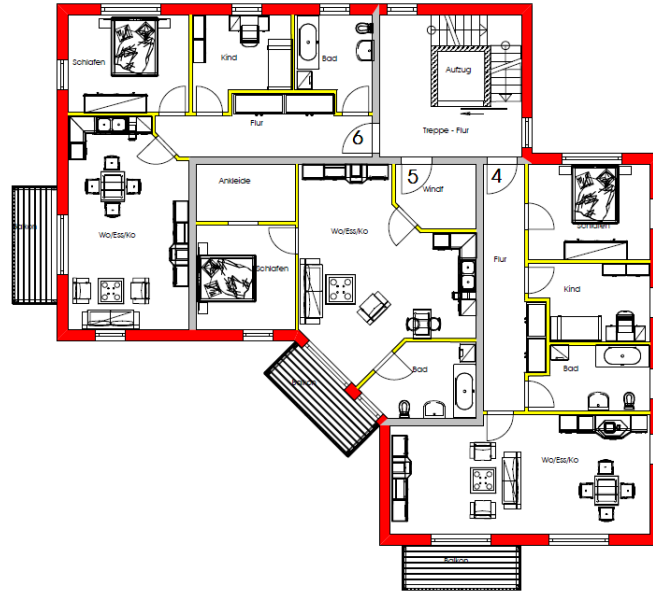 Schlafen
Kind
Bad
Aufzug
Flur
Treppe - Flur
6
5
4
Ankleide
Windf
Balkon
Wo/Ess/Ko
Wo/Ess/Ko
Schlafen
Schlafen
Flur
Kind
Balkon
Bad
Bad
Wo/Ess/Ko
Balkon